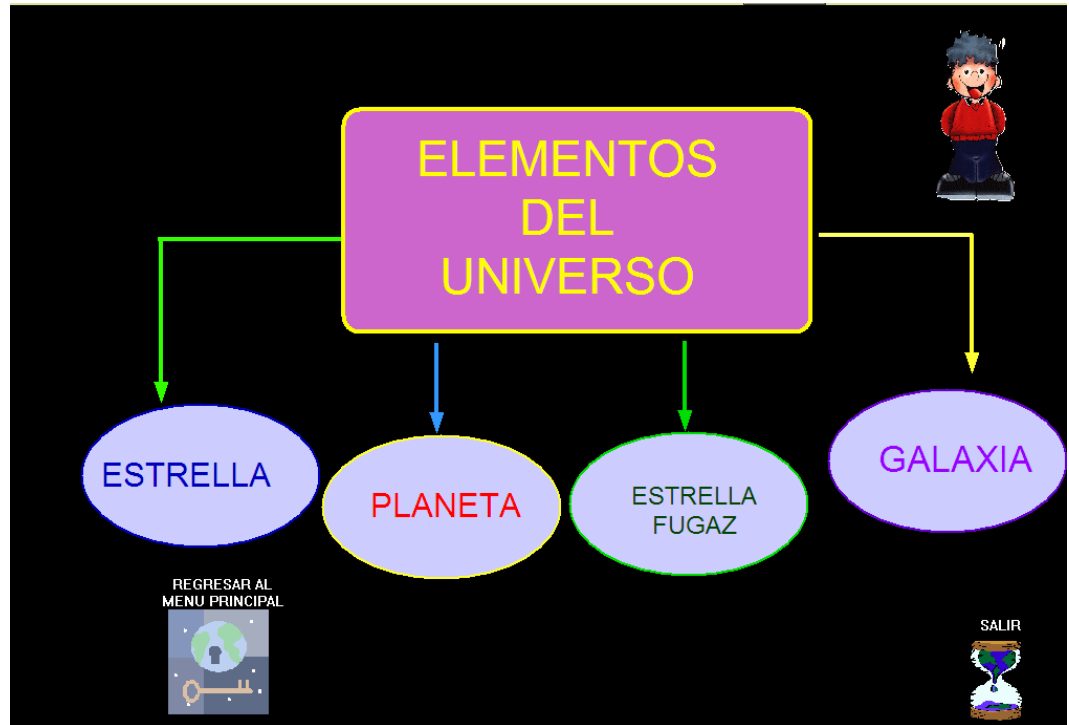 ELEMENTOS
DEL
UNIVERSO
ESTRELLA
PLANETA
ESTRELLA
FUGAZ
GALAXIA
REGRESAR AL
MENU PRINCIPAL
SALIR